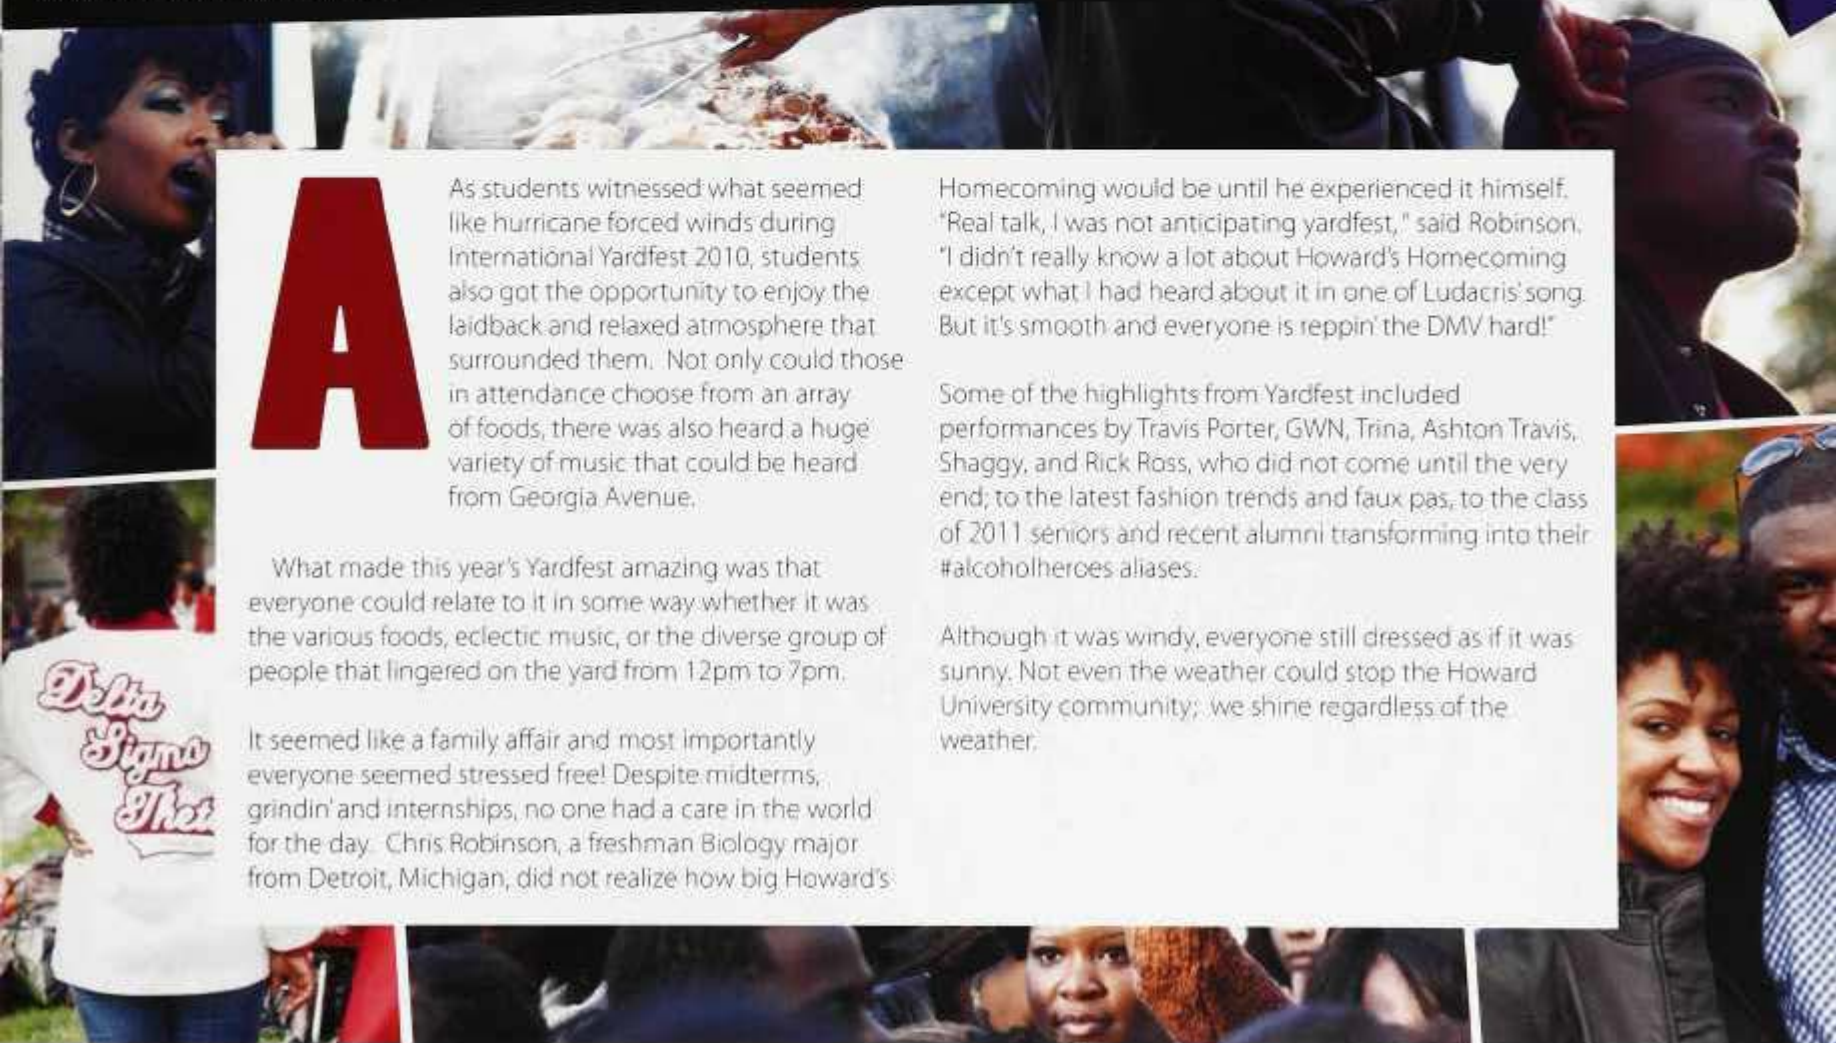 A
As students witnessed what seemed
like hurricane forced winds during
International Yardfest 2010, students
also got the opportunity to enjoy the
laidback and relaxed atmosphere that
surrounded them. Not only could those
in attendance choose from an array
of foods, there was also heard a huge
variety of music that could be heard
from Georgia Avenue.
What made this year's Yardfest amazing was that
everyone could relate to it in some way whether it was
the various foods, eclectic music, or the diverse group of
people that lingered on the yard from 12pm to 7pm.
It seemed like a family affair and most importantly
everyone seemed stressed free! Despite midterms,
grindin' and internships, no one had a care in the world
for the day. Chris Robinson, a freshman Biology major
from Detroit, Michigan, did not realize how big Howard's
Homecoming would be until he experienced it himself.
"Real talk, I was not anticipating yardfest," said Robinson.
"I didn't really know a lot about Howard's Homecoming
except what I had heard about it in one of Ludacris' song.
But it's smooth and everyone is reppin' the DMV hard!"
Some of the highlights from Yardfest included
performances by Travis Porter, GWN, Trina, Ashton Travis,
Shaggy, and Rick Ross, who did not come until the very
end; to the latest fashion trends and faux pas, to the class
of 2011 seniors and recent alumni transforming into their
#alcoholheroes aliases.
Although it was windy, everyone still dressed as if it was
sunny. Not even the weather could stop the Howard
University community; we shine regardless of the
weather.
Delta
Sigma
Thet